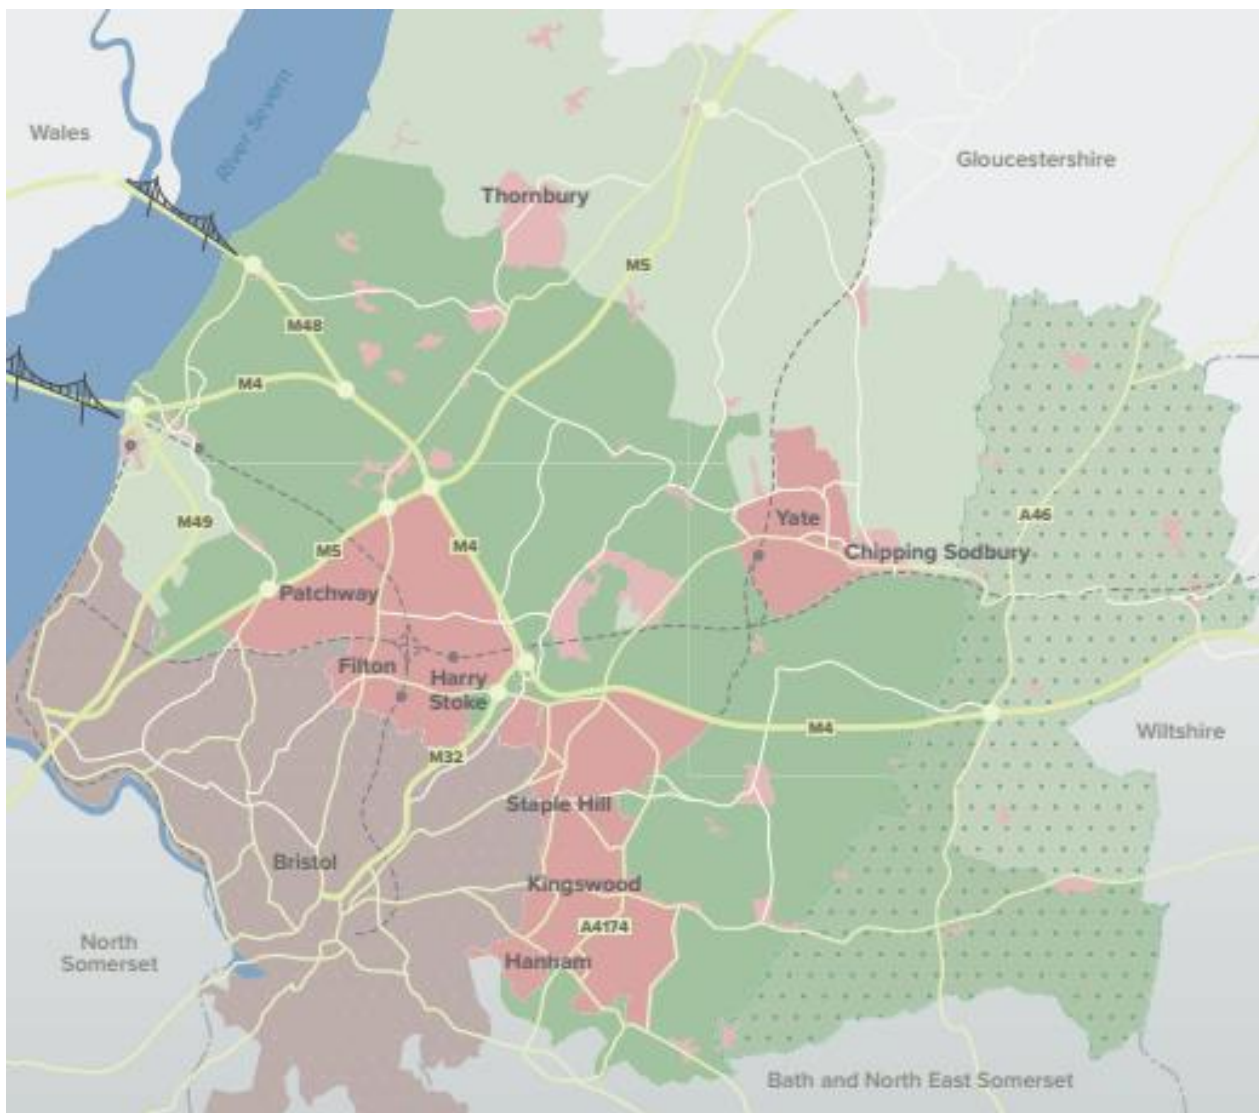 River Severn
Wales
Gloucestershire
Thornbury
M5
M48
M4
A46
M49
Yate
M5
M4
Chipping Sodbury
Patchway
Filton
Harry
Stoke
M4
Wiltshire
M32
Staple Hill
Bristol
Kingswood
A4174
North
Somerset
Hanham
Bath and North East Somerset